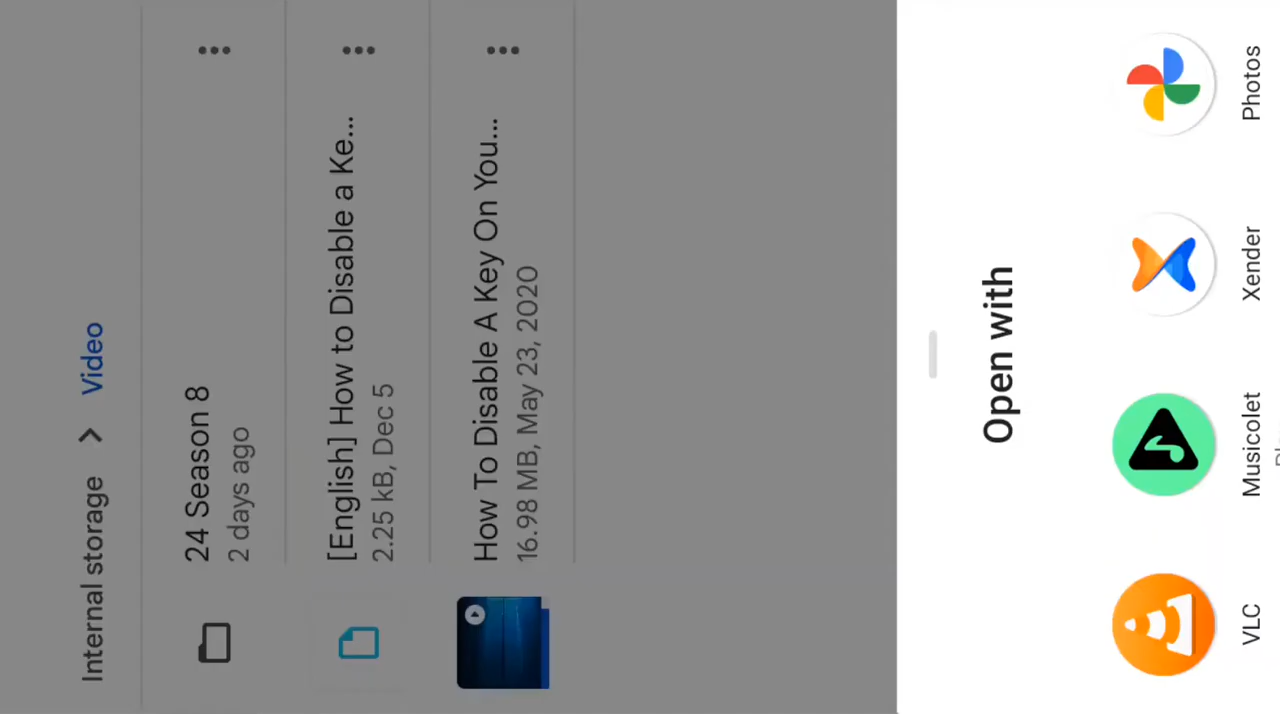 Internal storage > Video
24 Season 8
2 days ago
[English] How to Disable a Ke...
2.25 kB, Dec 5
How To Disable A Key On You...
16.98 MB, May 23, 2020
Open with
VLC
Musicolet
Xender
Photos